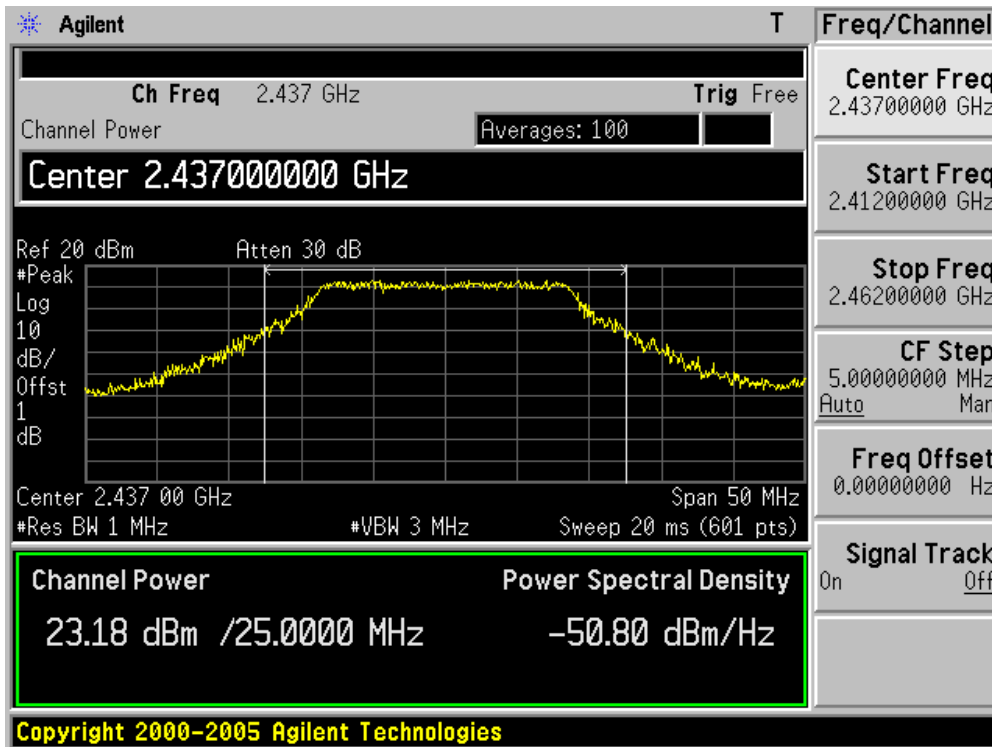 Agilent T Freq/Channel
Ch Freq 2.437 GHz Trig Free
Channel Power Averages: 100
Center 2.437000000 GHz
Ref 20 dBm Atten 30 dB
#Peak
Log
10
dB/
Offst
1
dB
Center 2.437 00 GHz Span 50 MHz
#Res BW 1 MHz #VBW 3 MHz Sweep 20 ms (601 pts)
Channel Power Power Spectral Density
23.18 dBm /25.0000 MHz -50.80 dBm/Hz
Copyright 2000-2005 Agilent Technologies
Center Freq
2.43700000 GHz
Start Freq
2.41200000 GHz
Stop Freq
2.46200000 GHz
CF Step
5.00000000 MHz
Auto Man
Freq Offset
0.00000000 Hz
Signal Track
On Off